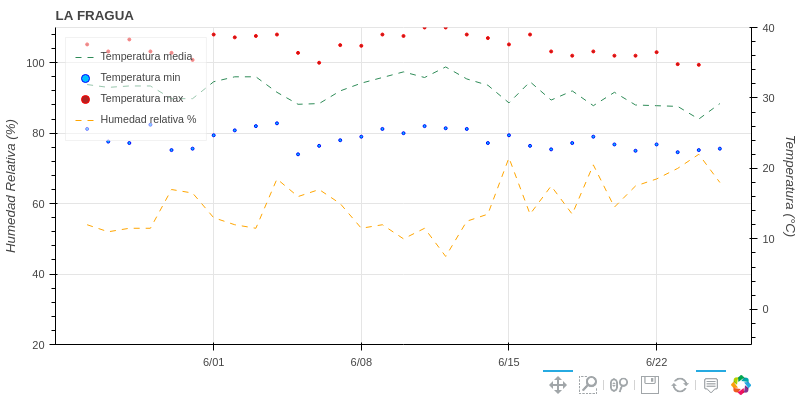 LA FRAGUA
Temperatura media
Temperatura min
Temperatura max
Humedad relativa %
Humedad Relativa (%)
100
80
60
40
20
40
30
20
10
0
Temperatura (°C)
6/01
6/08
6/15
6/22